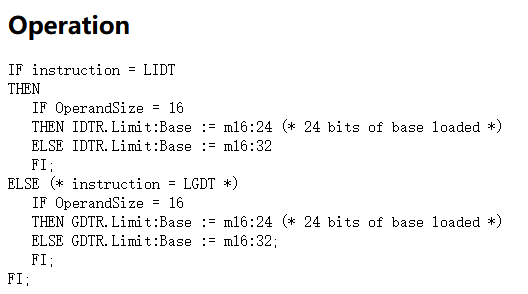 Operation
IF instruction = LIDT
THEN
IF OperandSize = 16
THEN IDTR.Limit:Base := m16:24 (* 24 bits of base loaded *)
ELSE IDTR.Limit:Base := m16:32
FI;
ELSE (* instruction = LGDT *)
IF OperandSize = 16
THEN GDTR.Limit:Base := m16:24 (* 24 bits of base loaded *)
ELSE GDTR.Limit:Base := m16:32;
FI;
FI;